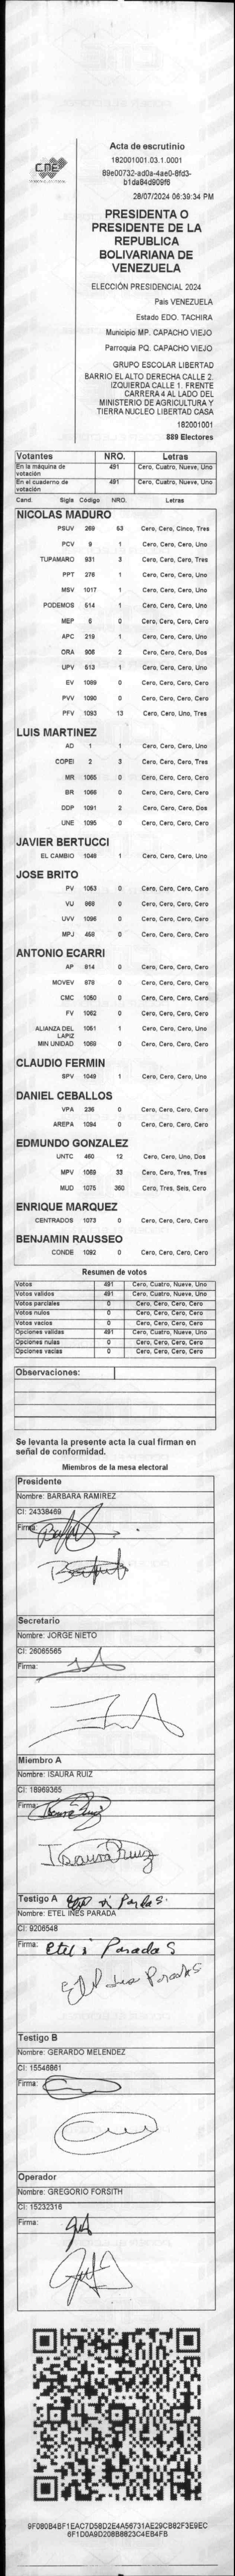 CNE
Acta de escrutinio
182001001.03.1.0001
89e00732-ad0a-4ae0-8fd3-
b1da84d909f6
28/07/2024 06:39:34 PM
PRESIDENTA O
PRESIDENTE DE LA
REPUBLICA
BOLIVARIANA DE
VENEZUELA
ELECCIÓN PRESIDENCIAL 2024
Pais VENEZUELA
Estado EDO. TACHIRA
Municipio MP. CAPACHO VIEJO
Parroquia PQ. CAPACHO VIEJO
GRUPO ESCOLAR LIBERTAD
BARRIO EL ALTO DERECHA CALLE 2.
IZQUIERDA CALLE 1. FRENTE
CARRERA 4 AL LADO DEL
MINISTERIO DE AGRICULTURA Y
TIERRA NUCLEO LIBERTAD CASA
182001001
889 Electores
Votantes NRO. Letras
En la máquina de votación 491 Cero, Cuatro, Nueve, Uno
En el cuaderno de votación 491 Cero, Cuatro, Nueve, Uno
Cand. Sigla Código NRO. Letras
NICOLAS MADURO
PSUV 269 53 Cero, Cero, Cinco, Tres
PCV 9 1 Cero, Cero, Cero, Uno
TUPAMARO 931 3 Cero, Cero, Cero, Tres
PPT 276 1 Cero, Cero, Cero, Uno
MSV 1017 1 Cero, Cero, Cero, Uno
PODEMOS 514 1 Cero, Cero, Cero, Uno
MEP 6 0 Cero, Cero, Cero, Cero
APC 219 1 Cero, Cero, Cero, Uno
ORA 906 2 Cero, Cero, Cero, Dos
UPV 513 1 Cero, Cero, Cero, Uno
EV 1089 0 Cero, Cero, Cero, Cero
PVV 1090 0 Cero, Cero, Cero, Cero
PFV 1093 13 Cero, Cero, Uno, Tres
LUIS MARTINEZ
AD 1 1 Cero, Cero, Cero, Uno
COPEI 2 3 Cero, Cero, Cero, Tres
MR 1065 0 Cero, Cero, Cero, Cero
BR 1066 0 Cero, Cero, Cero, Cero
DDP 1091 2 Cero, Cero, Cero, Dos
UNE 1095 0 Cero, Cero, Cero, Cero
JAVIER BERTUCCI
EL CAMBIO 1048 1 Cero, Cero, Cero, Uno
JOSE BRITO
PV 1053 0 Cero, Cero, Cero, Cero
VU 968 0 Cero, Cero, Cero, Cero
UVV 1096 0 Cero, Cero, Cero, Cero
MPJ 459 0 Cero, Cero, Cero, Cero
ANTONIO ECARRI
AP 814 0 Cero, Cero, Cero, Cero
MOVEV 879 0 Cero, Cero, Cero, Cero
CMC 1050 0 Cero, Cero, Cero, Cero
FV 1052 0 Cero, Cero, Cero, Cero
ALIANZA DEL LAPIZ 1051 1 Cero, Cero, Cero, Uno
MIN UNIDAD 1069 0 Cero, Cero, Cero, Cero
CLAUDIO FERMIN
SPV 1049 1 Cero, Cero, Cero, Uno
DANIEL CEBALLOS
VPA 236 0 Cero, Cero, Cero, Cero
AREPA 1094 0 Cero, Cero, Cero, Cero
EDMUNDO GONZALEZ
UNTC 460 12 Cero, Cero, Uno, Dos
MPV 1059 33 Cero, Cero, Tres, Tres
MUD 1075 360 Cero, Tres, Seis, Cero
ENRIQUE MARQUEZ
CENTRADOS 1073 0 Cero, Cero, Cero, Cero
BENJAMIN RAUSSEO
CONDE 1092 0 Cero, Cero, Cero, Cero
Resumen de votos
Votos 491 Cero, Cuatro, Nueve, Uno
Votos validos 491 Cero, Cuatro, Nueve, Uno
Votos parciales 0 Cero, Cero, Cero, Cero
Votos nulos 0 Cero, Cero, Cero, Cero
Votos vacios 0 Cero, Cero, Cero, Cero
Opciones validas 491 Cero, Cuatro, Nueve, Uno
Opciones nulas 0 Cero, Cero, Cero, Cero
Opciones vacias 0 Cero, Cero, Cero, Cero
Observaciones:
Se levanta la presente acta la cual firman en
señal de conformidad.
Miembros de la mesa electoral
Presidente
Nombre: BARBARA RAMIREZ
CI: 24338469
Firma:
Secretario
Nombre: JORGE NIETO
CI: 26065565
Firma:
Miembro A
Nombre: ISAURA RUIZ
CI: 18969365
Firma:
Isaura Ruiz
Isaura Ruiz
Testigo A
Nombre: ETEL INES PARADA
CI: 9206548
Firma: Etel i Parada S
Testigo B
Nombre: GERARDO MELENDEZ
CI: 15546861
Firma:
Operador
Nombre: GREGORIO FORSITH
CI: 15232316
Firma:
9F080B4BF1EAC7D58D2E4A56731AE29CB82F3E9EC
6F1D0A9D208B8823C4EB4FB